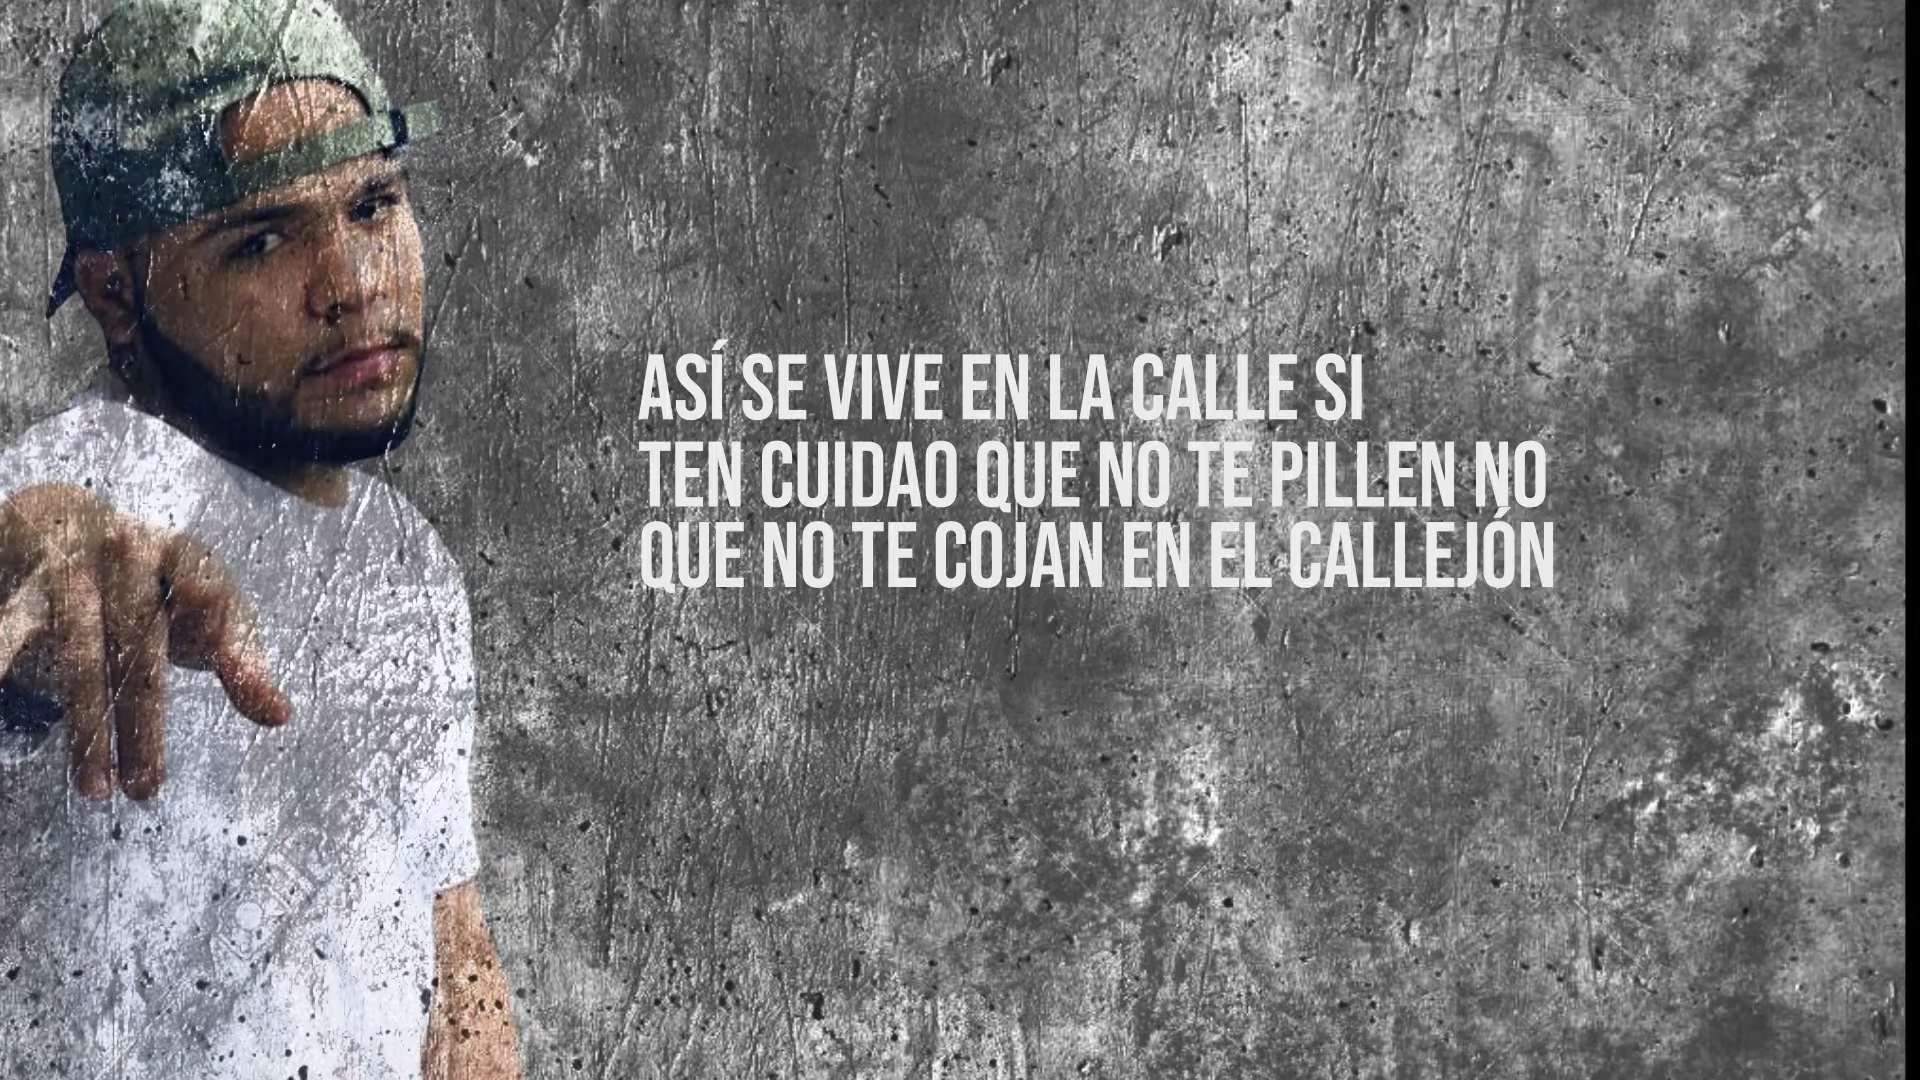 ASÍ SE VIVE EN LA CALLE SI
TEN CUIDAO QUE NO TE PILLEN NO
QUE NO TE COJAN EN EL CALLEJÓN